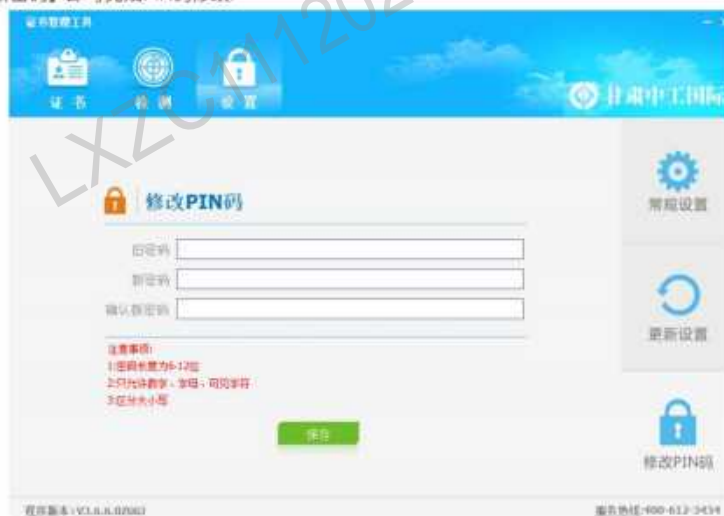 证书管理工具
证书
检测
设置
甘肃中工国际
LXZC111202
修改PIN码
旧密码
新密码
确认新密码
注意事项:
1:密码长度为6-12位
2:只允许数字、字母、可见字符
3:区分大小写
保存
常规设置
更新设置
修改PIN码
程序版本:
服务热线:400-612-3434